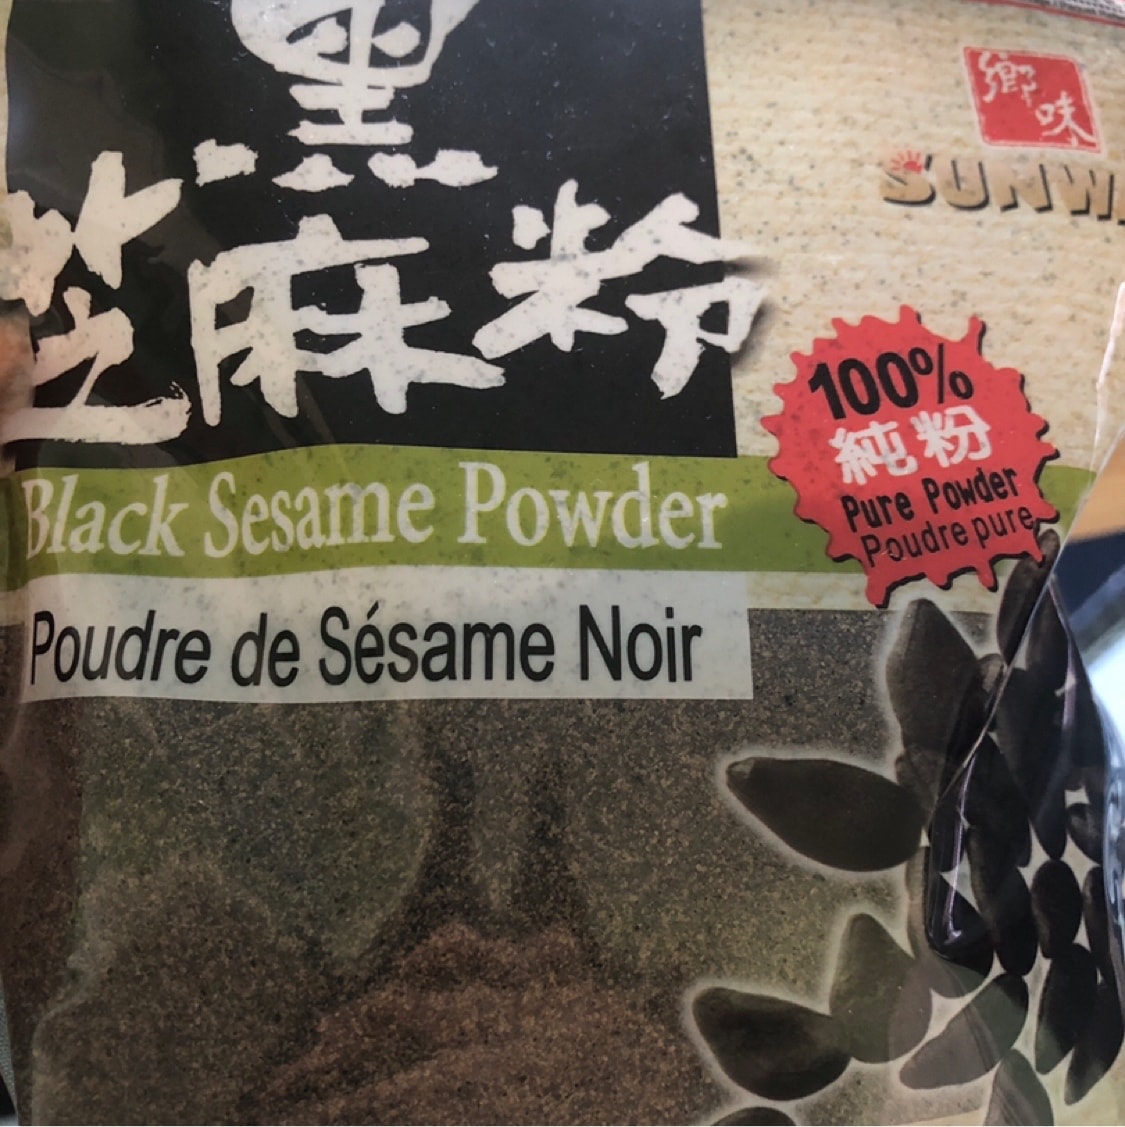 黑
芝麻粉
鄉味
SUNW
100%
純粉
Pure Powder
Poudre pure
Black Sesame Powder
Poudre de Sésame Noir